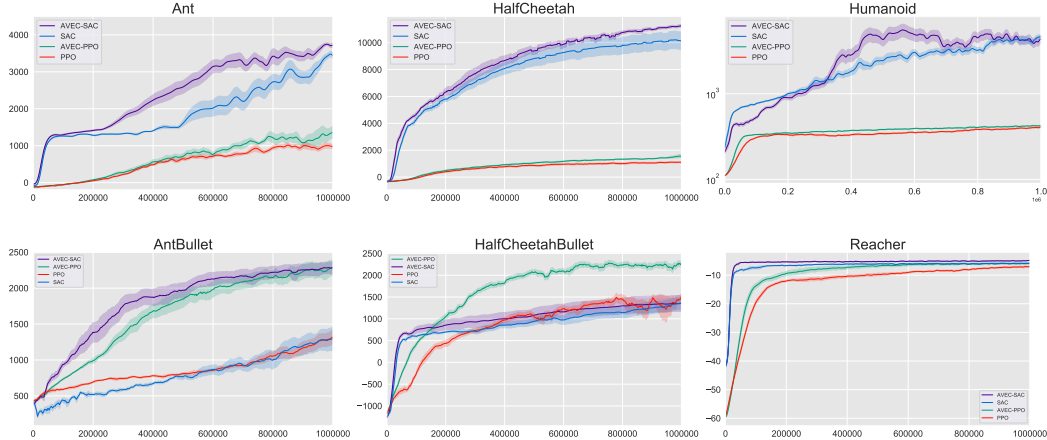 Ant
AVEC-SAC
SAC
AVEC-PPO
PPO
4000
3000
2000
1000
0
0 200000 400000 600000 800000 1000000
HalfCheetah
AVEC-SAC
SAC
AVEC-PPO
PPO
10000
8000
6000
4000
2000
0
0 200000 400000 600000 800000 1000000
Humanoid
AVEC-SAC
SAC
AVEC-PPO
PPO
10³
10²
0.0 0.2 0.4 0.6 0.8 1.0
1e6
AntBullet
AVEC-SAC
AVEC-PPO
PPO
SAC
2500
2000
1500
1000
500
0 200000 400000 600000 800000 1000000
HalfCheetahBullet
AVEC-PPO
AVEC-SAC
PPO
SAC
2500
2000
1500
1000
500
0
−500
−1000
0 200000 400000 600000 800000 1000000
Reacher
−10
−20
−30
−40
−50
−60
AVEC-SAC
SAC
AVEC-PPO
PPO
0 200000 400000 600000 800000 1000000